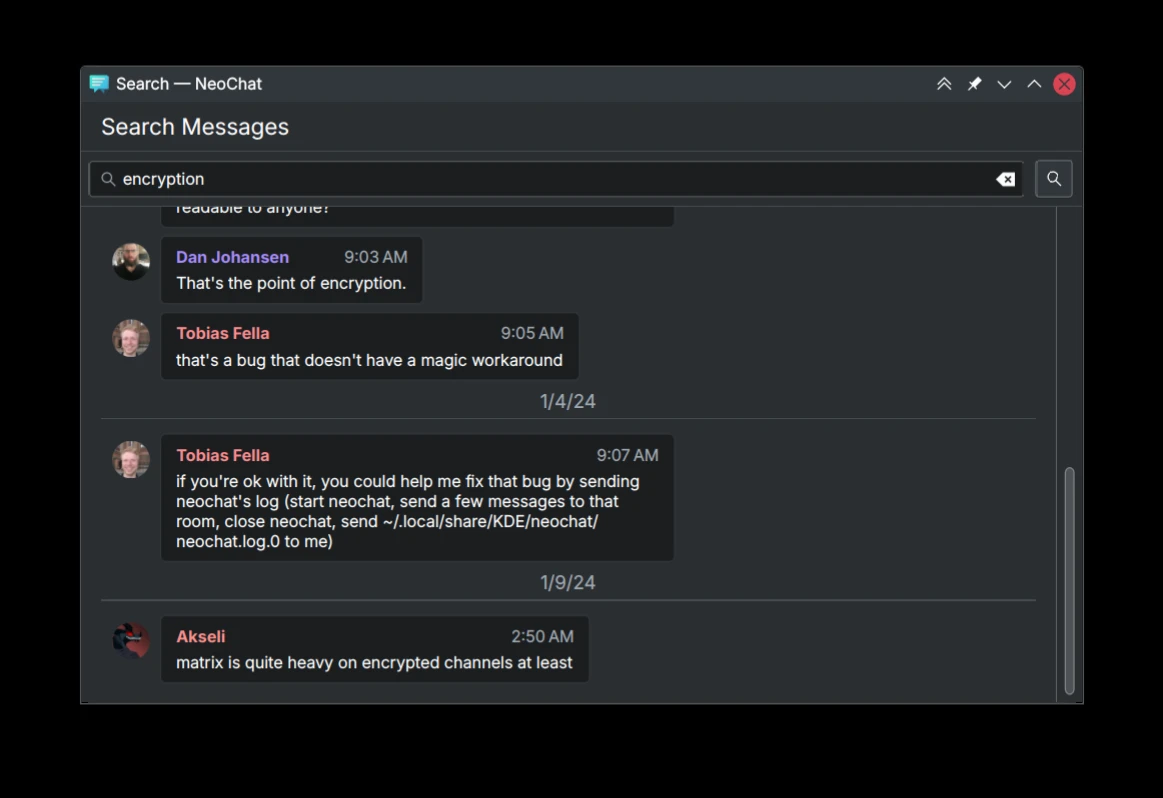 Search — NeoChat
Search Messages
encryption
readable to anyone?
Dan Johansen 9:03 AM
That's the point of encryption.
Tobias Fella 9:05 AM
that's a bug that doesn't have a magic workaround
1/4/24
Tobias Fella 9:07 AM
if you're ok with it, you could help me fix that bug by sending
neochat's log (start neochat, send a few messages to that
room, close neochat, send ~/.local/share/KDE/neochat/
neochat.log.0 to me)
1/9/24
Akseli 2:50 AM
matrix is quite heavy on encrypted channels at least